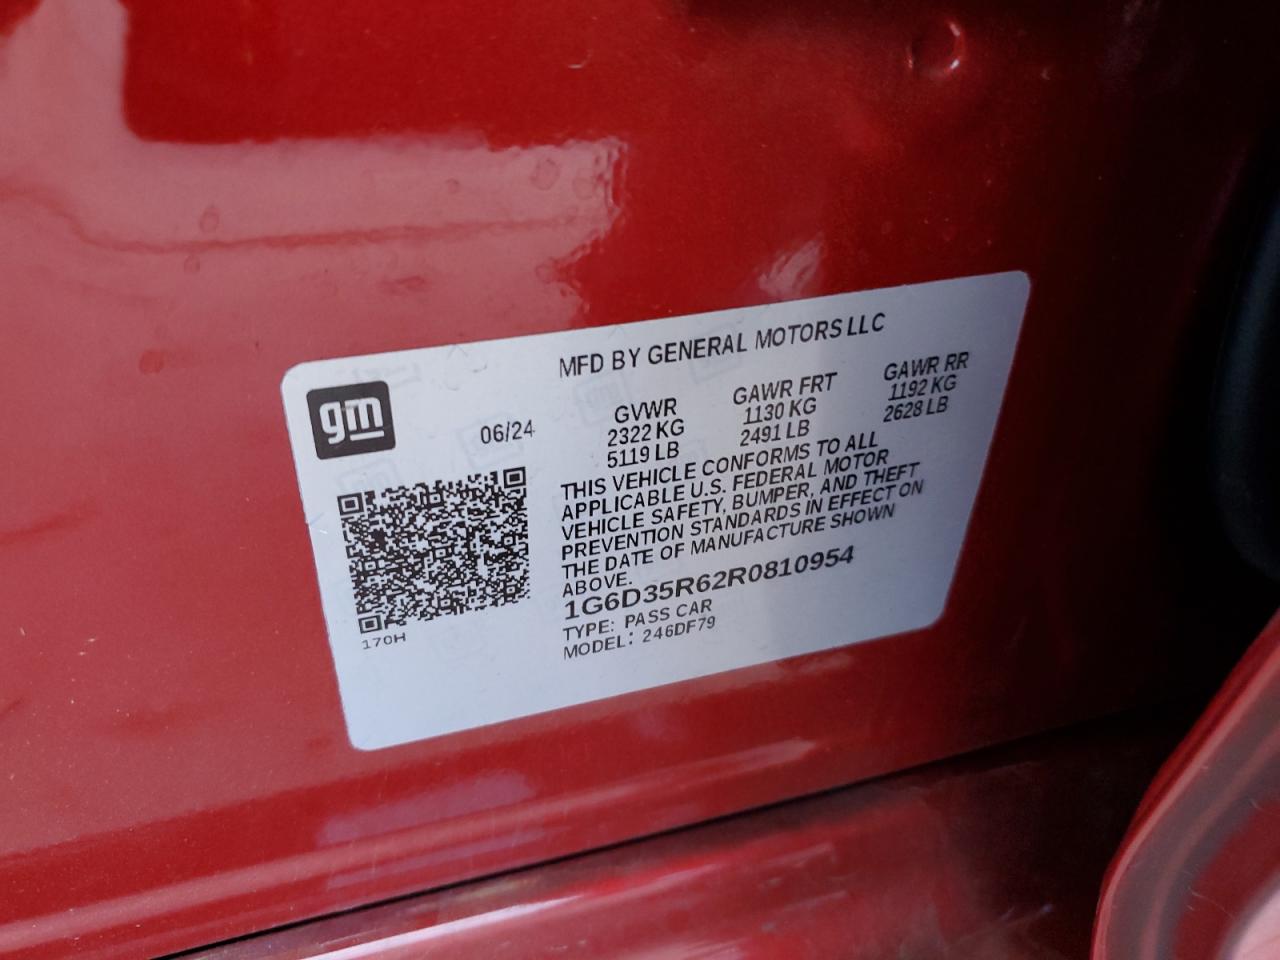 MFD BY GENERAL MOTORS LLC
gm
06/24
GVWR GAWR FRT GAWR RR
2322 KG 1130 KG 1192 KG
5119 LB 2491 LB 2628 LB
THIS VEHICLE CONFORMS TO ALL
APPLICABLE U.S. FEDERAL MOTOR
VEHICLE SAFETY, BUMPER, AND THEFT
PREVENTION STANDARDS IN EFFECT ON
THE DATE OF MANUFACTURE SHOWN
ABOVE.
1G6D35R62R0810954
TYPE: PASS CAR
MODEL: 246DF79
170H